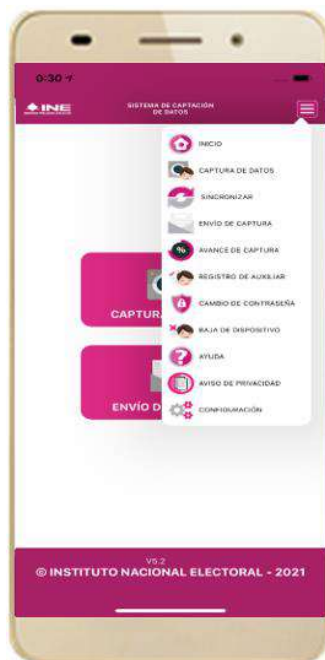 0:30
INE
SISTEMA DE CAPTACIÓN
DE DATOS
INICIO
CAPTURA DE DATOS
SINCRONIZAR
ENVÍO DE CAPTURA
AVANCE DE CAPTURA
REGISTRO DE AUXILIAR
CAMBIO DE CONTRASEÑA
BAJA DE DISPOSITIVO
AYUDA
AVISO DE PRIVACIDAD
CONFIGURACIÓN
CAPTURA
ENVÍO D
V5.2
© INSTITUTO NACIONAL ELECTORAL - 2021